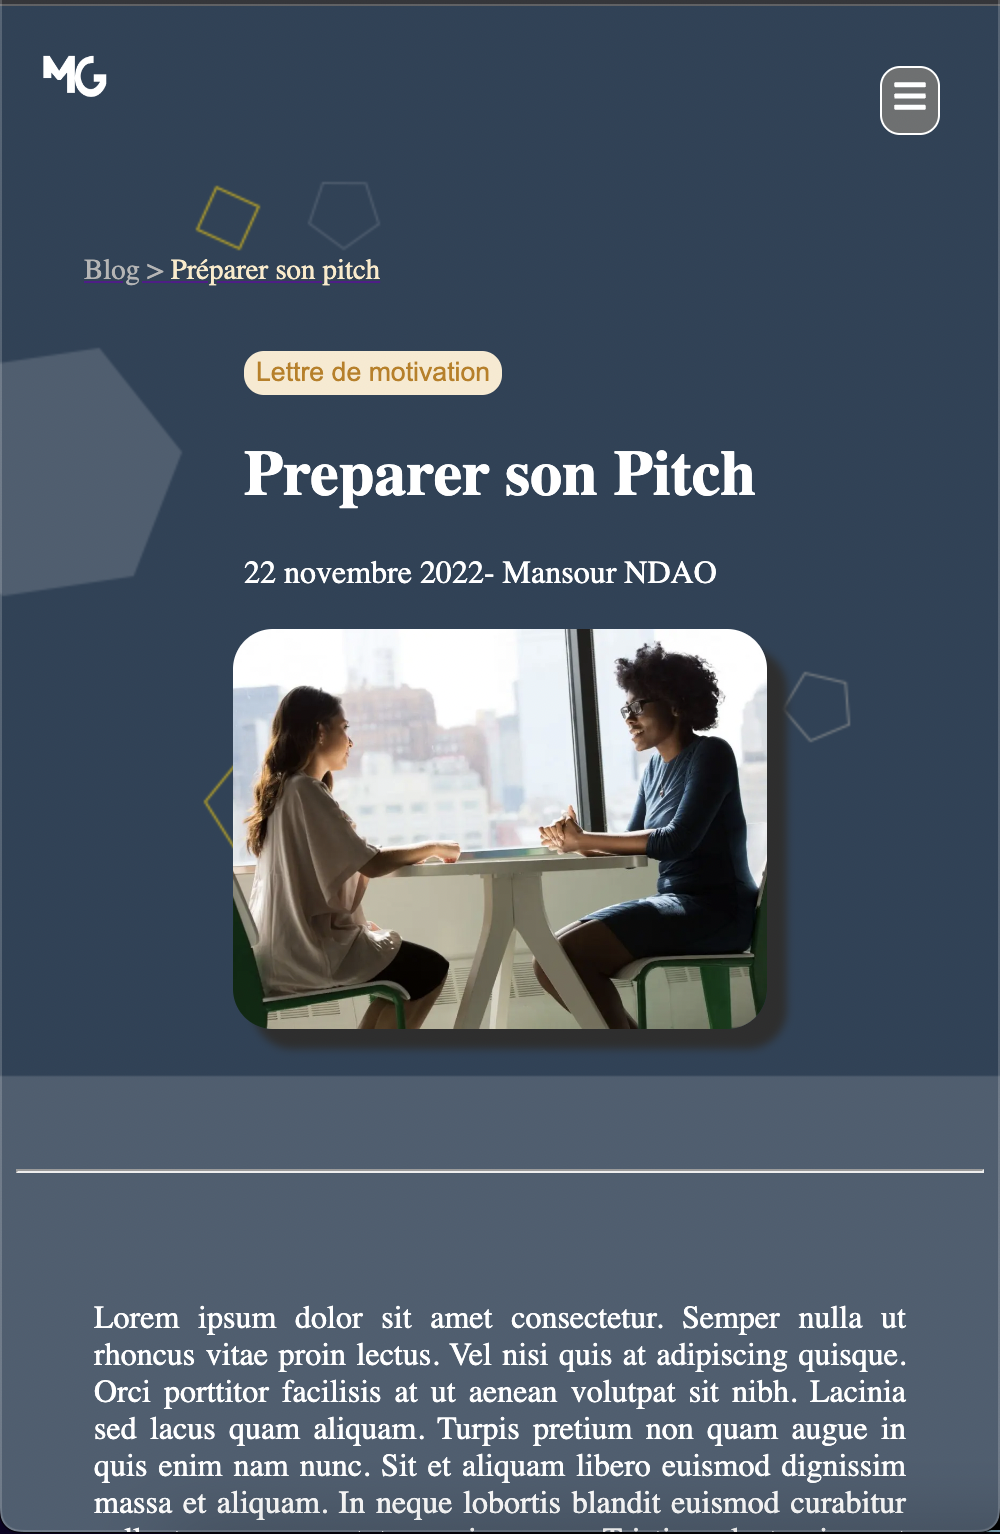 MG
Blog > Préparer son pitch
Lettre de motivation
Preparer son Pitch
22 novembre 2022- Mansour NDAO
Lorem ipsum dolor sit amet consectetur. Semper nulla ut
rhoncus vitae proin lectus. Vel nisi quis at adipiscing quisque.
Orci porttitor facilisis at ut aenean volutpat sit nibh. Lacinia
sed lacus quam aliquam. Turpis pretium non quam augue in
quis enim nam nunc. Sit et aliquam libero euismod dignissim
massa et aliquam. In neque lobortis blandit euismod curabitur